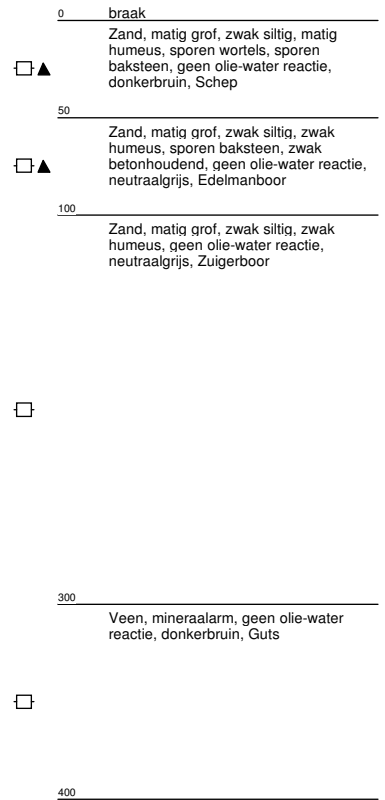 0 braak
Zand, matig grof, zwak siltig, matig
humeus, sporen wortels, sporen
baksteen, geen olie-water reactie,
donkerbruin, Schep
50
Zand, matig grof, zwak siltig, zwak
humeus, sporen baksteen, zwak
betonhoudend, geen olie-water reactie,
neutraalgrijs, Edelmanboor
100
Zand, matig grof, zwak siltig, zwak
humeus, geen olie-water reactie,
neutraalgrijs, Zuigerboor
300
Veen, mineraalarm, geen olie-water
reactie, donkerbruin, Guts
400